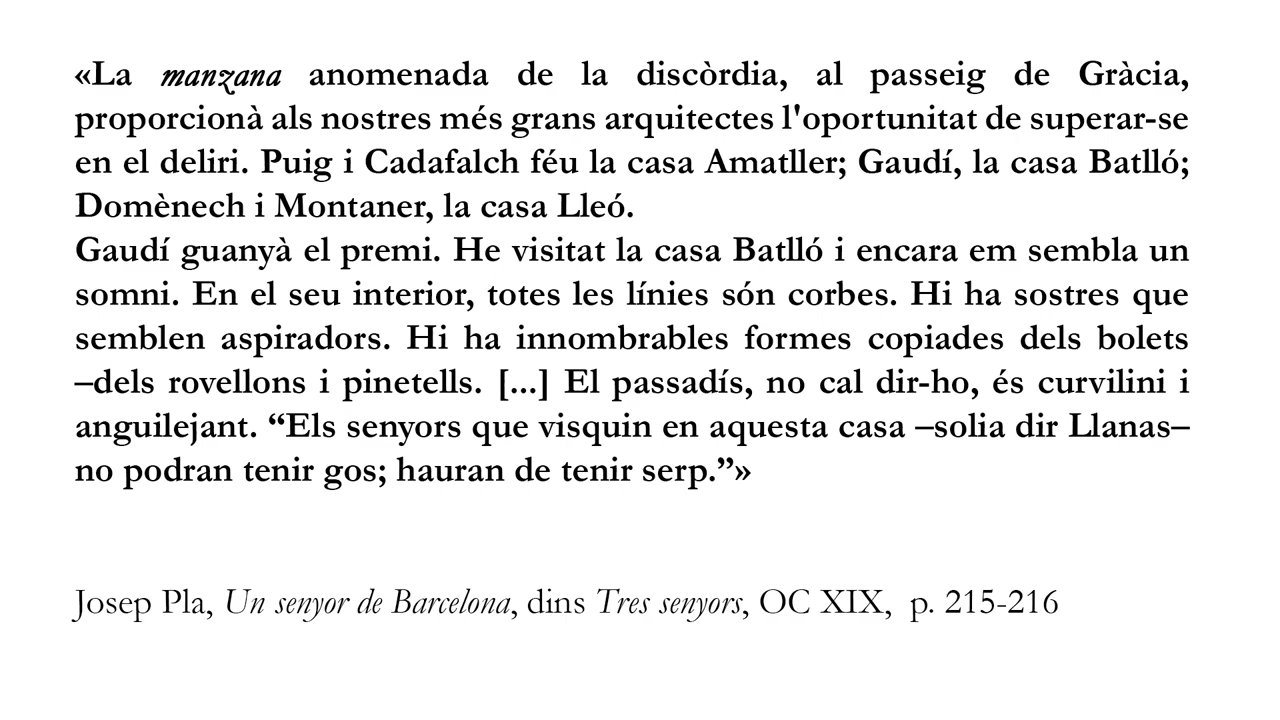 «La manzana anomenada de la discòrdia, al passeig de Gràcia,
proporcionà als nostres més grans arquitectes l'oportunitat de superar-se
en el deliri. Puig i Cadafalch féu la casa Amatller; Gaudí, la casa Batlló;
Domènech i Montaner, la casa Lleó.
Gaudí guanyà el premi. He visitat la casa Batlló i encara em sembla un
somni. En el seu interior, totes les línies són corbes. Hi ha sostres que
semblen aspiradors. Hi ha innombrables formes copiades dels bolets
–dels rovellons i pinetells. [...] El passadís, no cal dir-ho, és curvilini i
anguilejant. “Els senyors que visquin en aquesta casa –solia dir Llanas–
no podran tenir gos; hauran de tenir serp.”»
Josep Pla, Un senyor de Barcelona, dins Tres senyors, OC XIX, p. 215-216